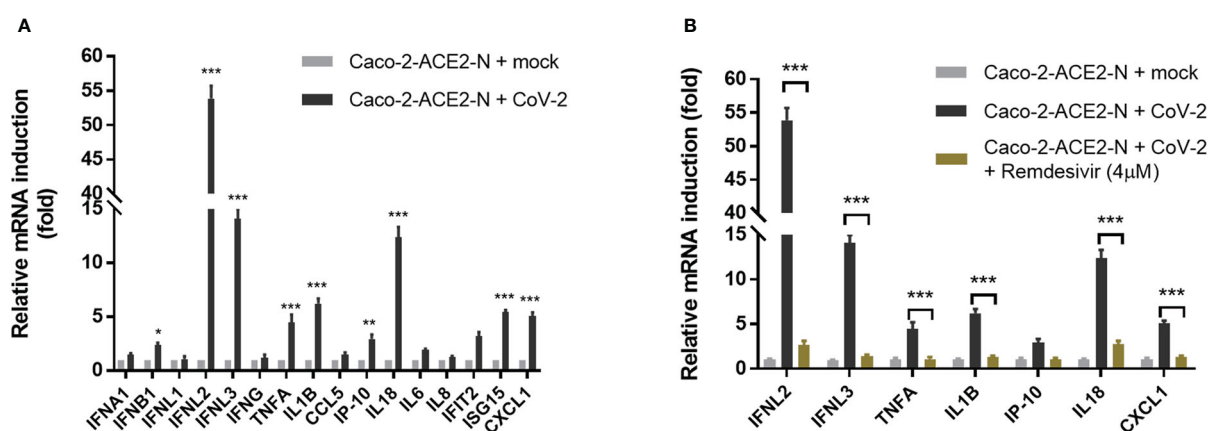 A
Relative mRNA induction
(fold)
60
55
50
45
40
15
10
5
0
Caco-2-ACE2-N + mock
Caco-2-ACE2-N + CoV-2
*
***
***
***
***
**
***
***
***
IFNA1
IFNB1
IFNL1
IFNL2
IFNL3
IFNG
TNFA
IL1B
CCL5
IP-10
IL18
IL6
IL8
IFIT2
ISG15
CXCL1
B
Relative mRNA induction (fold)
60
55
50
45
40
15
10
5
0
Caco-2-ACE2-N + mock
Caco-2-ACE2-N + CoV-2
Caco-2-ACE2-N + CoV-2
+ Remdesivir (4μM)
***
***
***
***
***
***
IFNL2
IFNL3
TNFA
IL1B
IP-10
IL18
CXCL1